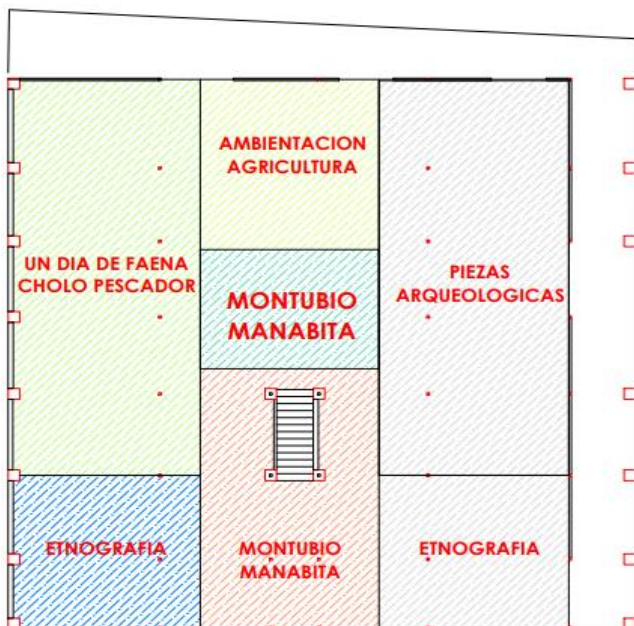 AMBIENTACION
AGRICULTURA
UN DIA DE FAENA
CHOLO PESCADOR
MONTUBIO
MANABITA
PIEZAS
ARQUEOLOGICAS
ETNOGRAFIA
MONTUBIO
MANABITA
ETNOGRAFIA